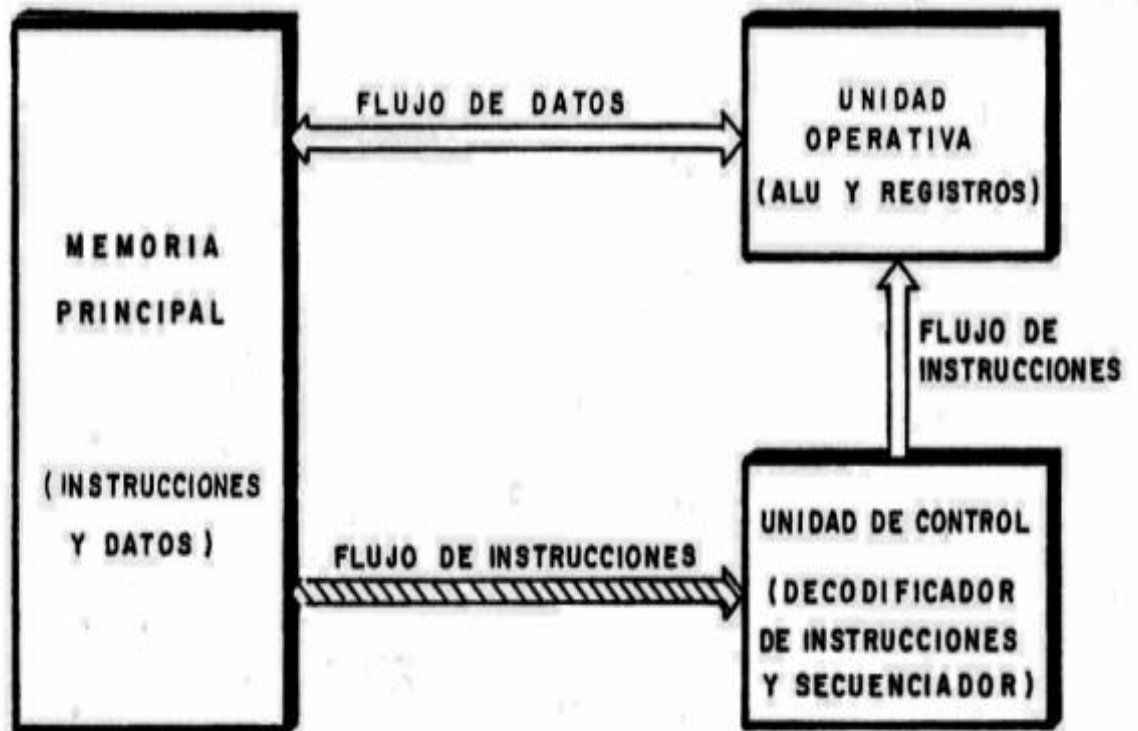 MEMORIA
PRINCIPAL
(INSTRUCCIONES
Y DATOS)
FLUJO DE DATOS
FLUJO DE INSTRUCCIONES
UNIDAD
OPERATIVA
(ALU Y REGISTROS)
FLUJO DE
INSTRUCCIONES
UNIDAD DE CONTROL
(DECODIFICADOR
DE INSTRUCCIONES
Y SECUENCIADOR)